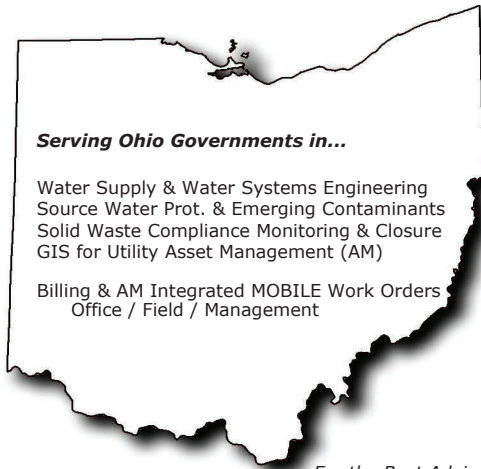 Serving Ohio Governments in...
Water Supply & Water Systems Engineering
Source Water Prot. & Emerging Contaminants
Solid Waste Compliance Monitoring & Closure
GIS for Utility Asset Management (AM)
Billing & AM Integrated MOBILE Work Orders
Office / Field / Management